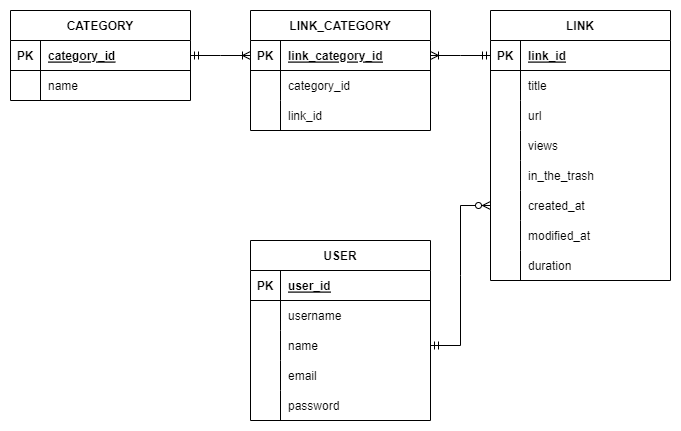 CATEGORY
PK category_id
name
LINK_CATEGORY
PK link_category_id
category_id
link_id
LINK
PK link_id
title
url
views
in_the_trash
created_at
modified_at
duration
USER
PK user_id
username
name
email
password